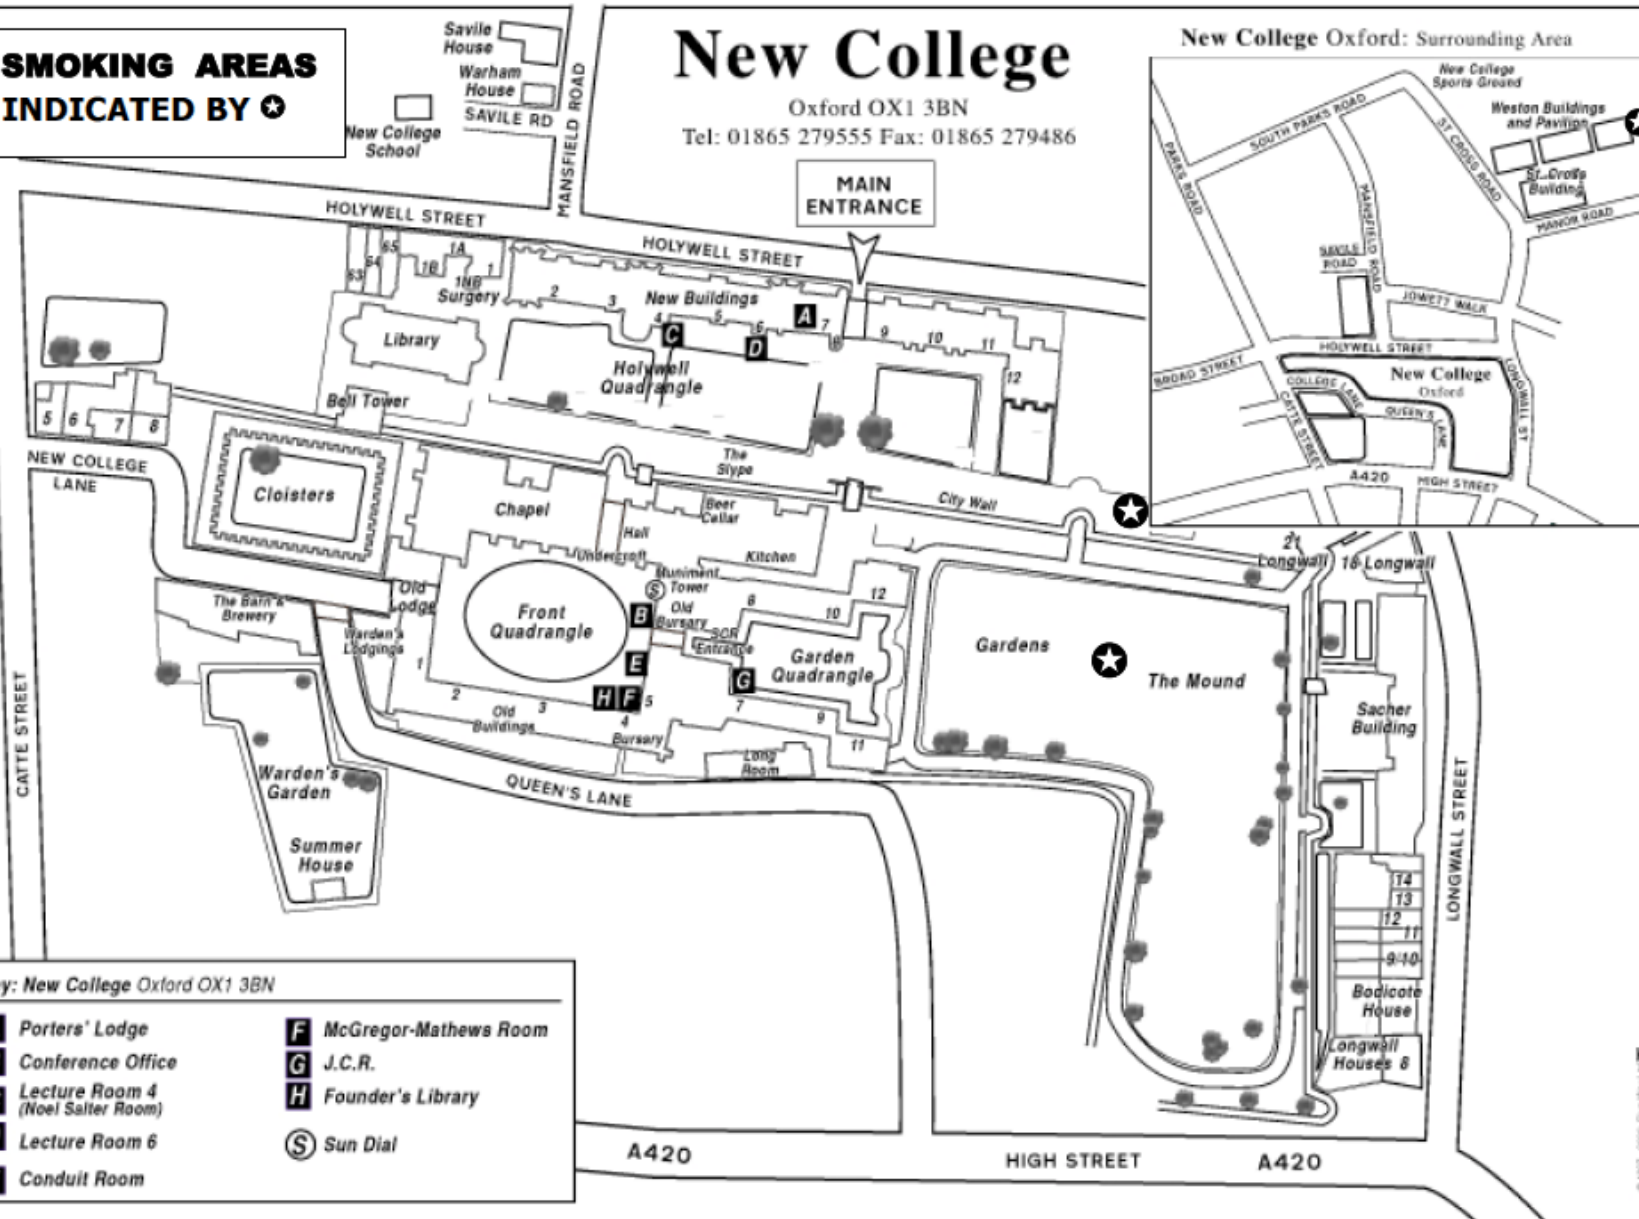 SMOKING AREAS
INDICATED BY
New College
Oxford OX1 3BN
Tel: 01865 279555 Fax: 01865 279486
MAIN
ENTRANCE
Savile
House
Warham
House
SAVILE RD
New College
School
MANSFIELD ROAD
HOLYWELL STREET
HOLYWELL STREET
63
64
65
1A
1B
1NB
1
Surgery
2
3
New Buildings
4
5
6
7
8
9
10
11
12
A
C
D
Library
Holywell
Quadrangle
Bell Tower
5
6
7
8
NEW COLLEGE
LANE
Cloisters
The
Slype
City Wall
Chapel
Beer
Cellar
Hall
Undercroft
Kitchen
Muniment
Tower
S
B
Old
Bursary
Old
Lodge
Front
Quadrangle
SCR
Entrance
8
10
12
Garden
Quadrangle
E
G
H
F
The Barn &
Brewery
Warden's
Lodgings
1
2
3
4
5
7
9
11
Old
Buildings
Bursary
Long
Room
Gardens
The Mound
21
Longwall
18 Longwall
Sacher
Building
CATTE STREET
Warden's
Garden
Summer
House
QUEEN'S LANE
LONGWALL STREET
14
13
12
11
9/10
Bodicote
House
Longwall
Houses 8
A420
HIGH STREET
A420
New College Oxford: Surrounding Area
New College
Sports Ground
Weston Buildings
and Pavilion
St Cross
Building
MANOR ROAD
SOUTH PARKS ROAD
ST CROSS ROAD
PARKS ROAD
MANSFIELD ROAD
SAVILE
ROAD
JOWETT WALK
HOLYWELL STREET
BROAD STREET
New College
Oxford
COLLEGE LANE
QUEEN'S
LANE
CATTE STREET
LONGWALL ST
A420
HIGH STREET
y: New College Oxford OX1 3BN
Porters' Lodge
Conference Office
Lecture Room 4
(Noel Salter Room)
Lecture Room 6
Conduit Room
F McGregor-Mathews Room
G J.C.R.
H Founder's Library
S Sun Dial